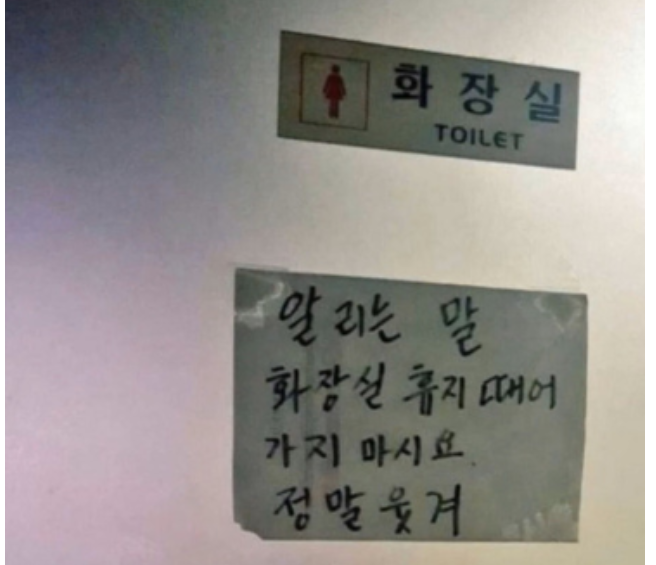 화장실
TOILET
알리는 말
화장실 휴지 떼어
가지 마시요.
정말 웃겨